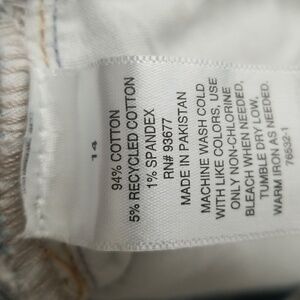 14
94% COTTON
5% RECYCLED COTTON
1% SPANDEX
RN# 93677
MADE IN PAKISTAN
MACHINE WASH COLD
WITH LIKE COLORS, USE
ONLY NON-CHLORINE
BLEACH WHEN NEEDED,
TUMBLE DRY LOW,
WARM IRON AS NEEDED,
76532-1